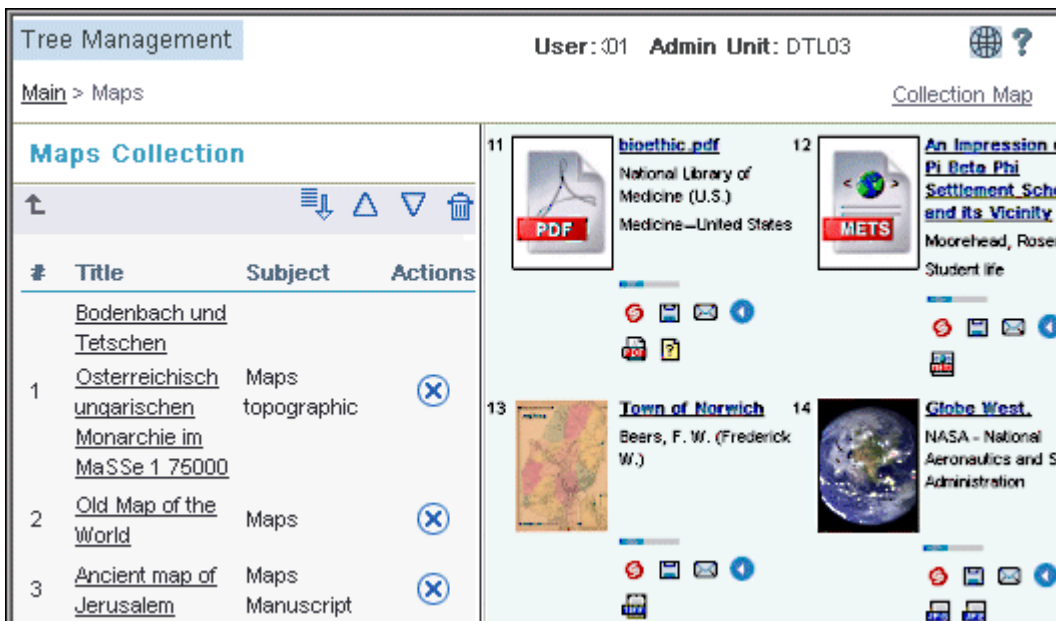 Tree Management
User: 01 Admin Unit: DTL03
?
Main > Maps
Collection Map
Maps Collection
# Title Subject Actions
1
Bodenbach und
Tetschen
Osterreichisch
ungarischen
Monarchie im
MaSSe 1 75000
Maps
topographic
2
Old Map of the
World
Maps
3
Ancient map of
Jerusalem
Maps
Manuscript
11
PDF
bioethic.pdf
National Library of
Medicine (U.S.)
Medicine--United States
12
METS
An Impression
Pi Beta Phi
Settlement
and its Vicinity
Moorehead,
Student life
13
Town of Norwich
Beers, F. W. (Frederick
W.)
14
Globe West.
NASA - National
Aeronautics and
Administration